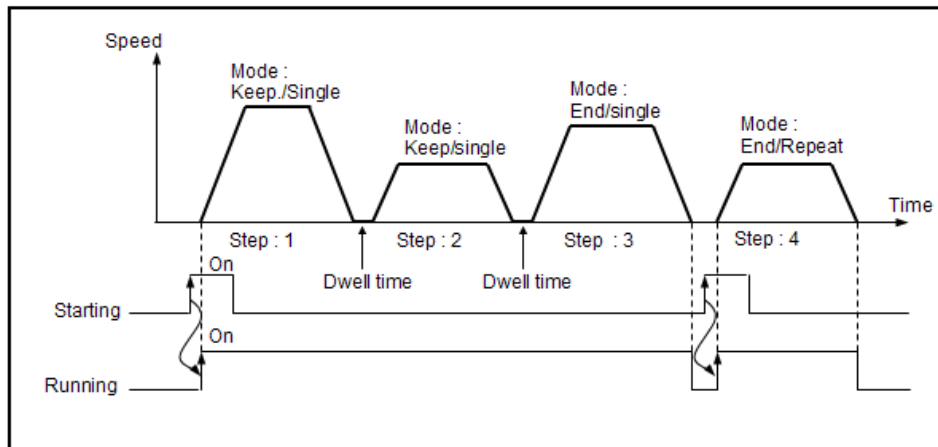 Speed
Mode :
Keep./Single
Mode :
Keep/single
Mode :
End/single
Mode :
End/Repeat
Time
Step : 1
Step : 2
Step : 3
Step : 4
On
Dwell time
Dwell time
Starting
On
Running